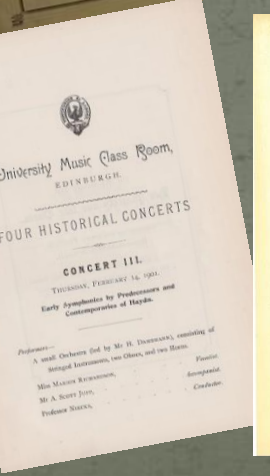 University Music Class Room,
EDINBURGH.
FOUR HISTORICAL CONCERTS
CONCERT III.
THURSDAY, FEBRUARY 14, 1901.
Early Symphonies by Predecessors and
Contemporaries of Haydn.
Performers—
A small Orchestra (led by Mr H. DAMBMANN), consisting of
Stringed Instruments, two Oboes, and two Horns.
Miss MARION RICHARDSON, . . . Pianist.
Mr A. SCOTT JUPP, . . . Accompanist.
Professor NIECKS, . . . Conductor.